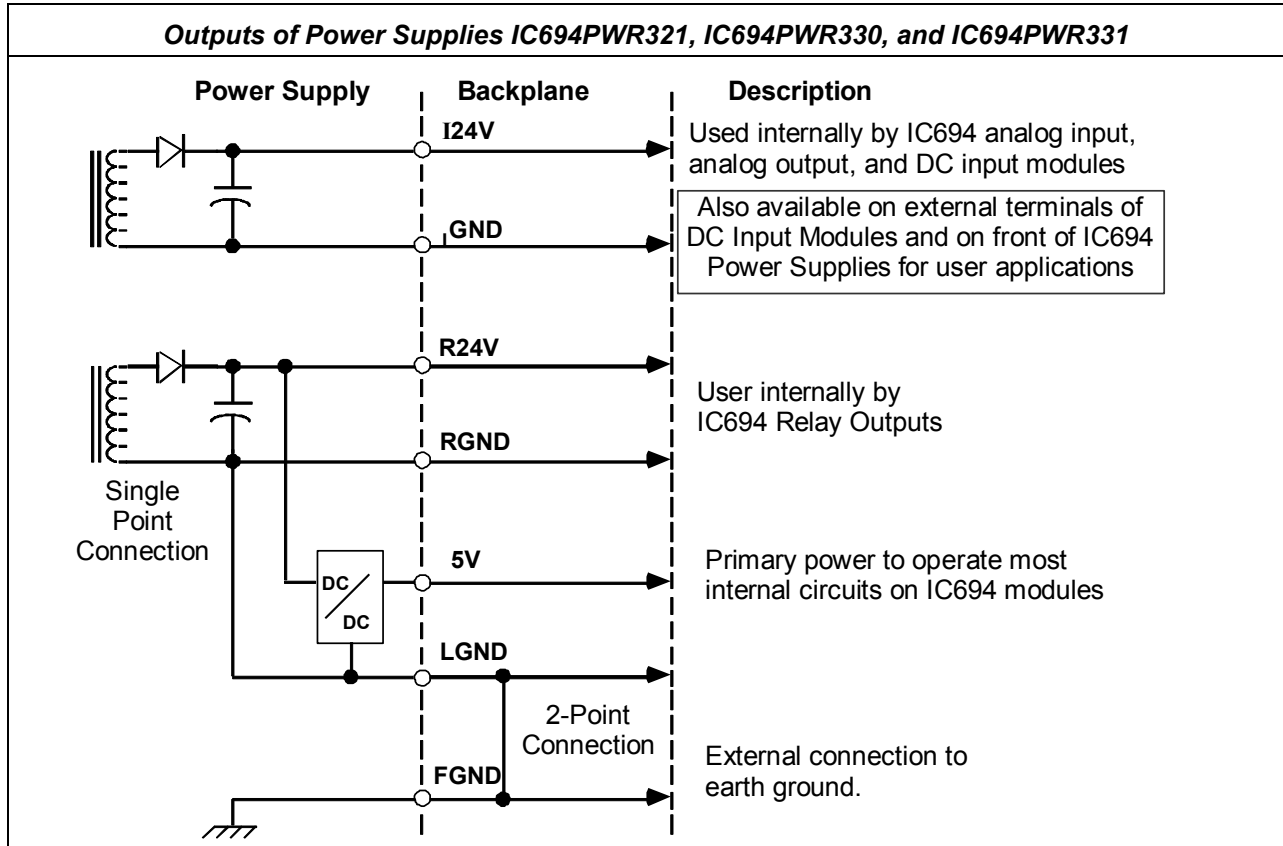 Outputs of Power Supplies IC694PWR321, IC694PWR330, and IC694PWR331
Power Supply
Backplane
Description
I24V
Used internally by IC694 analog input,
analog output, and DC input modules
GND
Also available on external terminals of
DC Input Modules and on front of IC694
Power Supplies for user applications
R24V
User internally by
IC694 Relay Outputs
RGND
Single
Point
Connection
5V
Primary power to operate most
internal circuits on IC694 modules
DC
DC
LGND
2-Point
Connection
FGND
External connection to
earth ground.